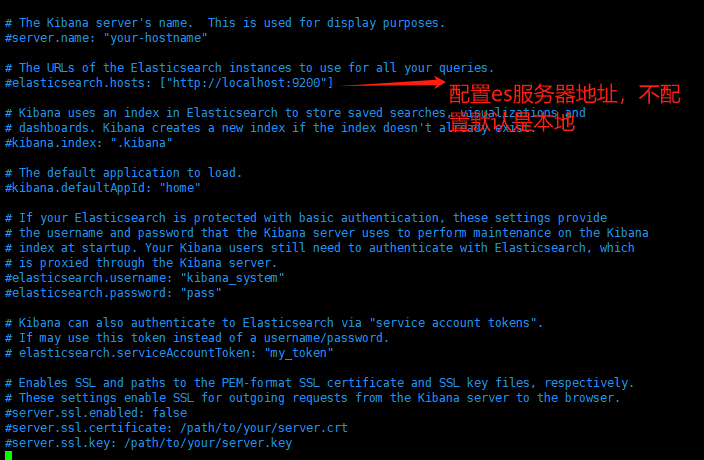 # The Kibana server's name.  This is used for display purposes.
#server.name: "your-hostname"
# The URLs of the Elasticsearch instances to use for all your queries.
#elasticsearch.hosts: ["http://localhost:9200"]
配置es服务器地址，不配
置默认是本地
# Kibana uses an index in Elasticsearch to store saved searches, visualizations and
# dashboards. Kibana creates a new index if the index doesn't already exist.
#kibana.index: ".kibana"
# The default application to load.
#kibana.defaultAppId: "home"
# If your Elasticsearch is protected with basic authentication, these settings provide
# the username and password that the Kibana server uses to perform maintenance on the Kibana
# index at startup. Your Kibana users still need to authenticate with Elasticsearch, which
# is proxied through the Kibana server.
#elasticsearch.username: "kibana_system"
#elasticsearch.password: "pass"
# Kibana can also authenticate to Elasticsearch via "service account tokens".
# If may use this token instead of a username/password.
# elasticsearch.serviceAccountToken: "my_token"
# Enables SSL and paths to the PEM-format SSL certificate and SSL key files, respectively.
# These settings enable SSL for outgoing requests from the Kibana server to the browser.
#server.ssl.enabled: false
#server.ssl.certificate: /path/to/your/server.crt
#server.ssl.key: /path/to/your/server.key